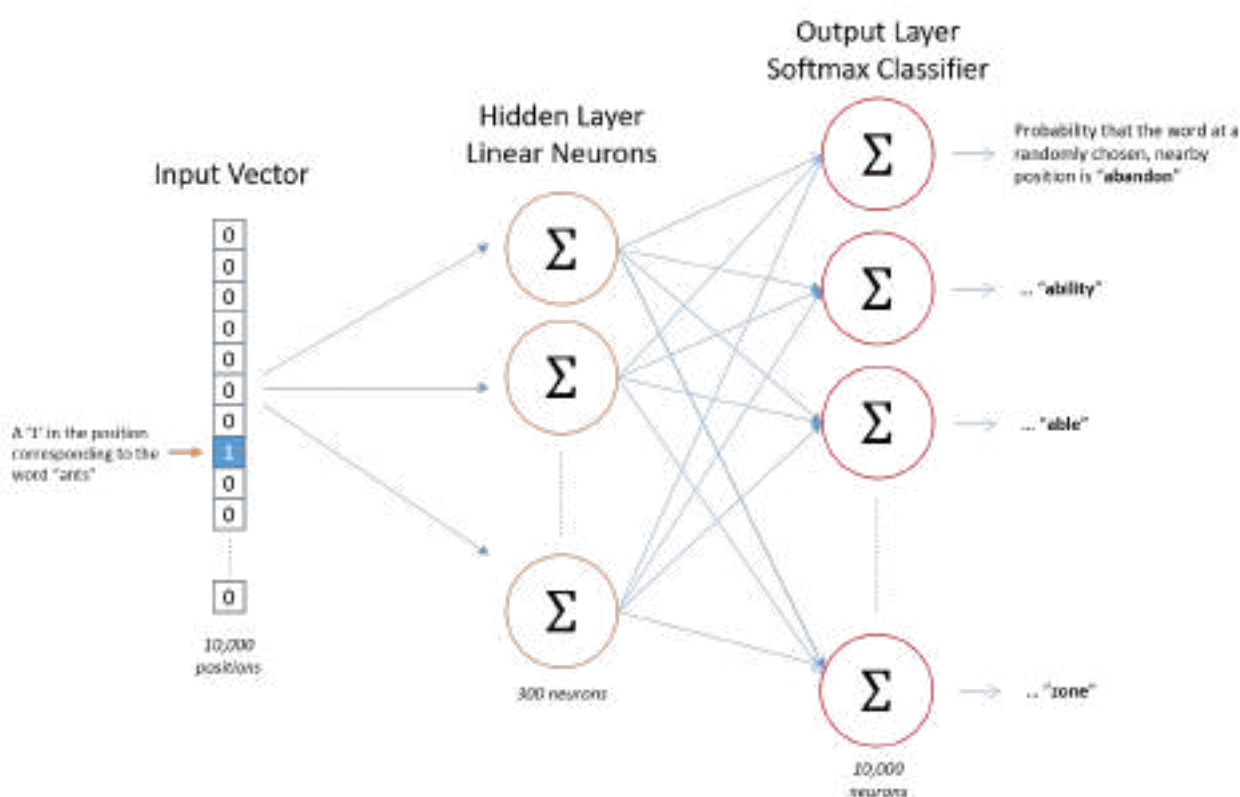 Output Layer
Softmax Classifier
Hidden Layer
Linear Neurons
Input Vector
Probability that the word at a
randomly chosen, nearby
position is "abandon"
0
0
0
0
0
0
0
1
0
0
0
A '1' in the position
corresponding to the
word "ants"
10,000
positions
Σ
Σ
Σ
300 neurons
Σ
Σ
Σ
Σ
... "ability"
... "able"
... "zone"
10,000
neurons